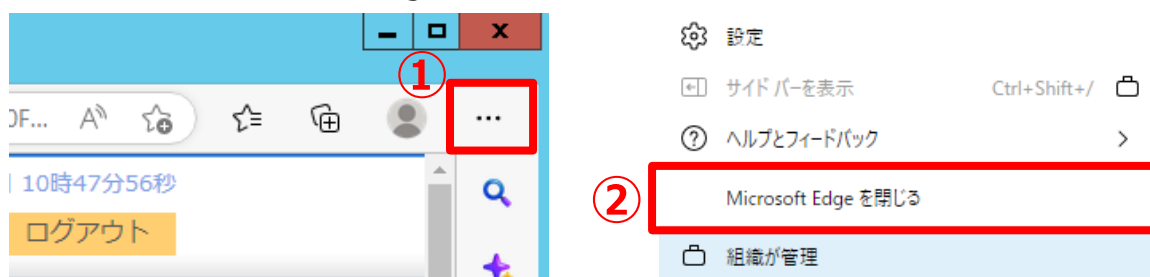 ①
...
0F... A
10時47分56秒
ログアウト
設定
サイド バーを表示 Ctrl+Shift+/
ヘルプとフィードバック
②
Microsoft Edge を閉じる
組織が管理